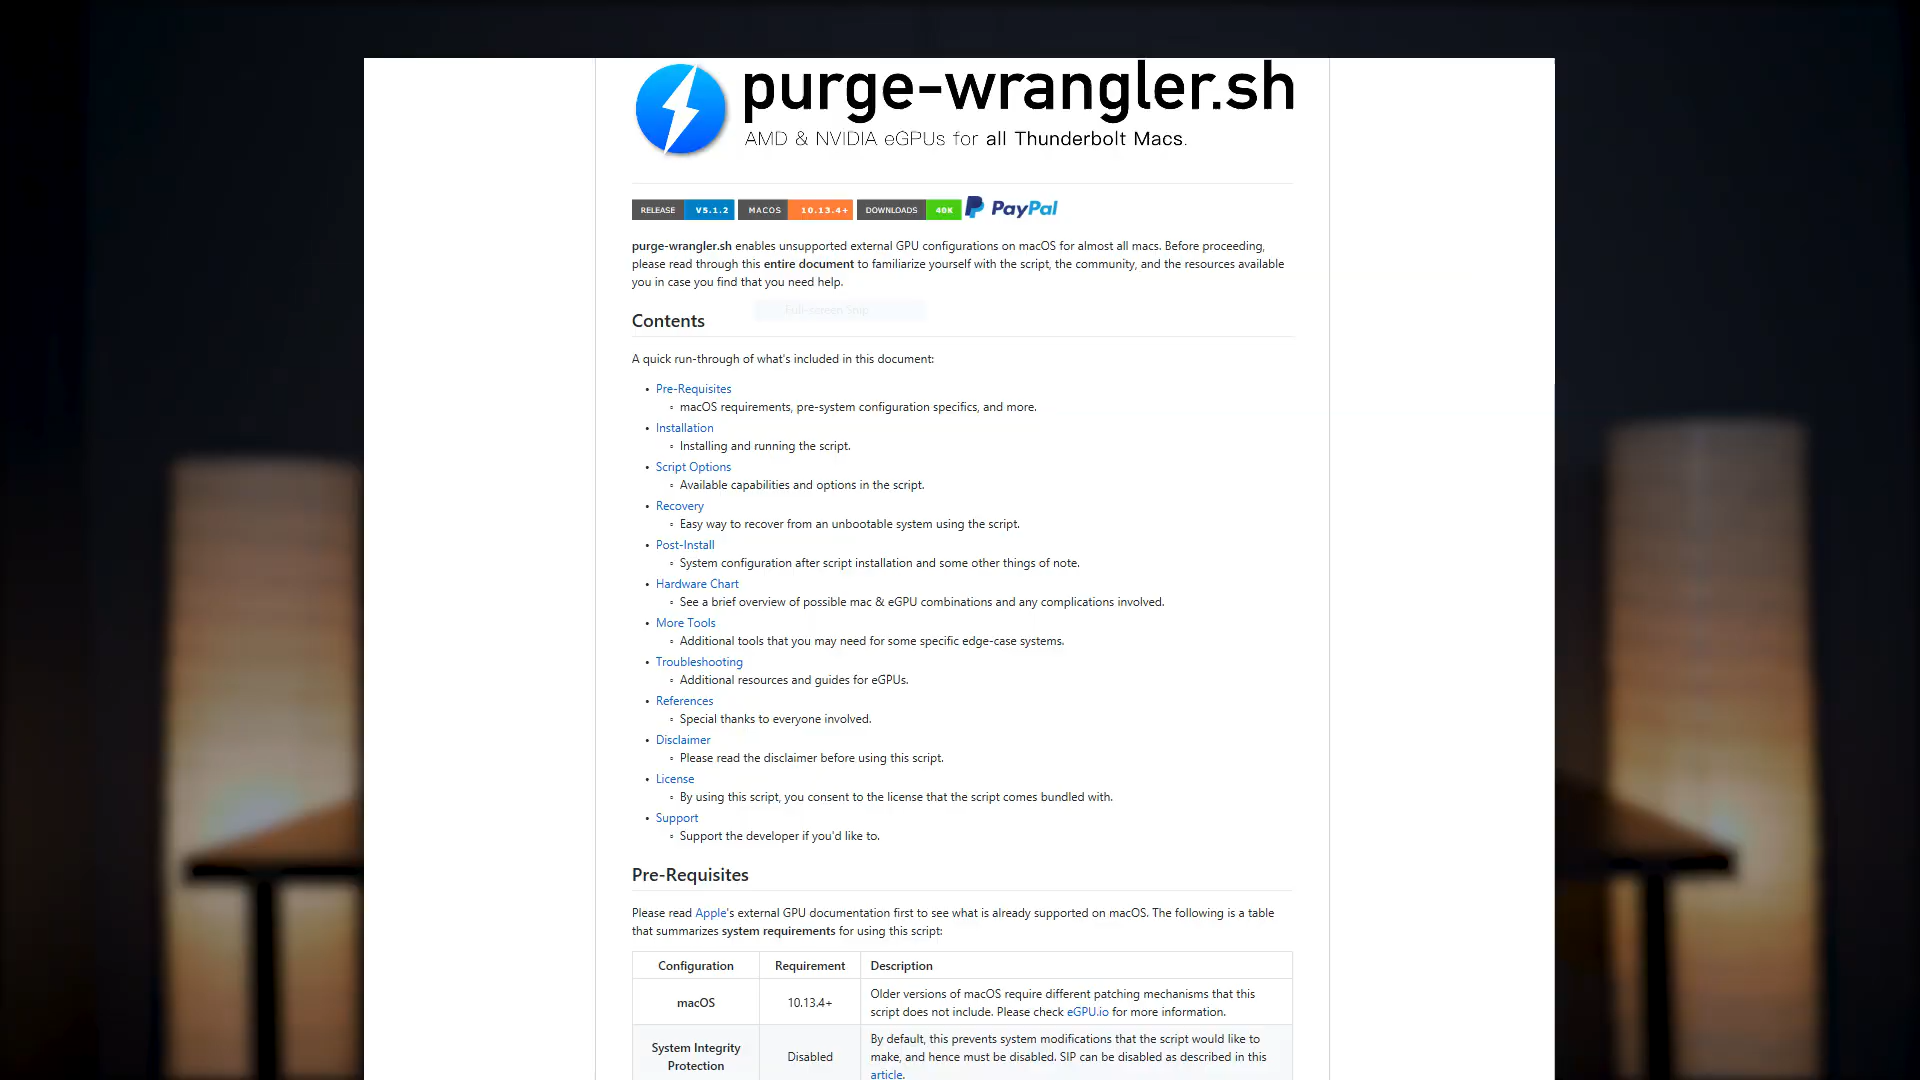 purge-wrangler.sh
AMD & NVIDIA eGPUs for all Thunderbolt Macs.
RELEASE V5.1.2 MACOS 10.13.4+ DOWNLOADS 40K PayPal
purge-wrangler.sh enables unsupported external GPU configurations on macOS for almost all macs. Before proceeding,
please read through this entire document to familiarize yourself with the script, the community, and the resources available
you in case you find that you need help.
Full-screen Snip
Contents
A quick run-through of what's included in this document:
• Pre-Requisites
◦ macOS requirements, pre-system configuration specifics, and more.
• Installation
◦ Installing and running the script.
• Script Options
◦ Available capabilities and options in the script.
• Recovery
◦ Easy way to recover from an unbootable system using the script.
• Post-Install
◦ System configuration after script installation and some other things of note.
• Hardware Chart
◦ See a brief overview of possible mac & eGPU combinations and any complications involved.
• More Tools
◦ Additional tools that you may need for some specific edge-case systems.
• Troubleshooting
◦ Additional resources and guides for eGPUs.
• References
◦ Special thanks to everyone involved.
• Disclaimer
◦ Please read the disclaimer before using this script.
• License
◦ By using this script, you consent to the license that the script comes bundled with.
• Support
◦ Support the developer if you'd like to.
Pre-Requisites
Please read Apple's external GPU documentation first to see what is already supported on macOS. The following is a table
that summarizes system requirements for using this script:
Configuration Requirement Description
macOS 10.13.4+ Older versions of macOS require different patching mechanisms that this
script does not include. Please check eGPU.io for more information.
System Integrity
Protection Disabled By default, this prevents system modifications that the script would like to
make, and hence must be disabled. SIP can be disabled as described in this
article.